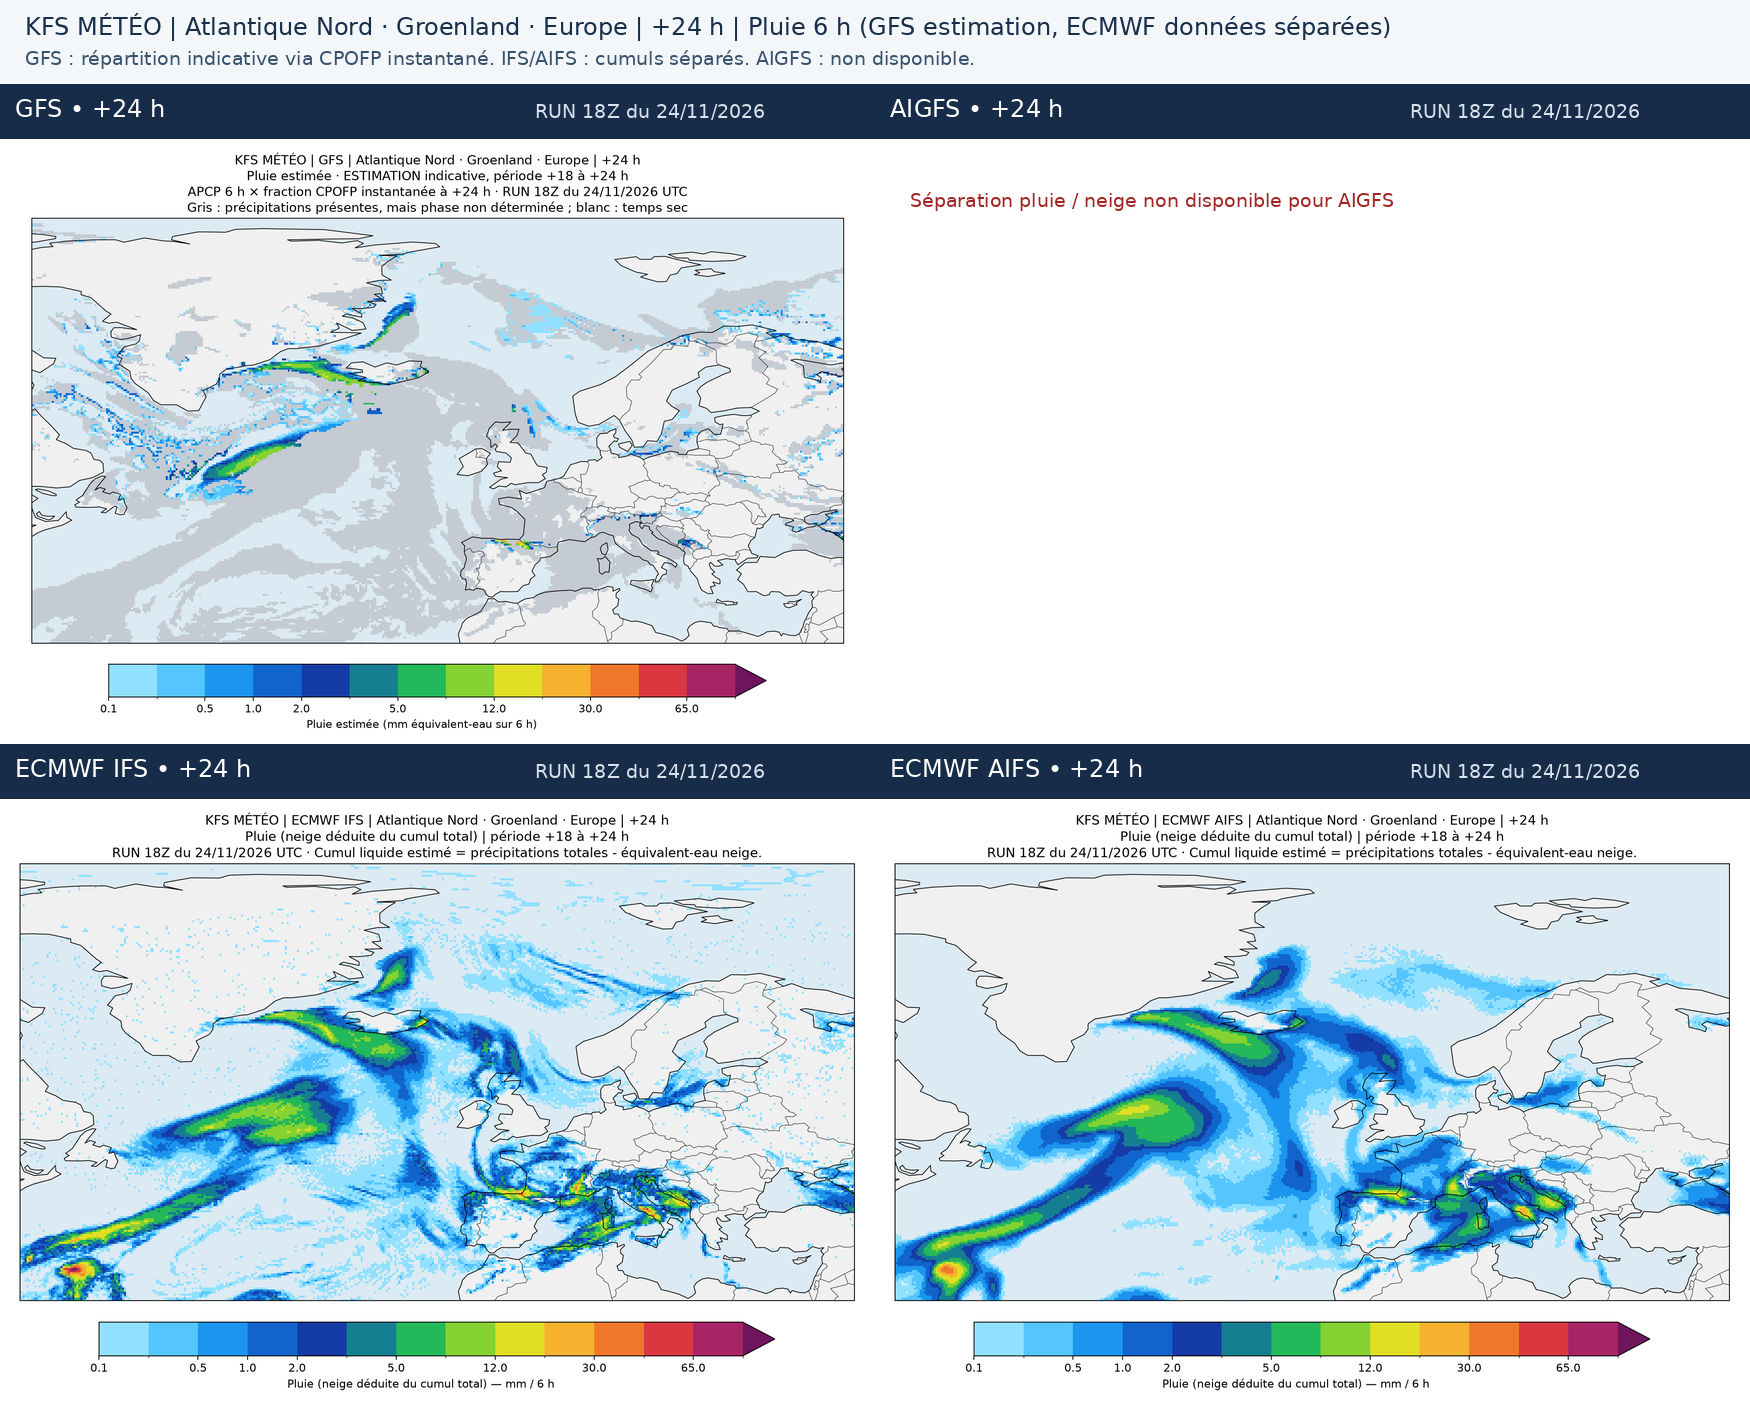 KFS MÉTÉO | Atlantique Nord · Groenland · Europe | +24 h | Pluie 6 h (GFS estimation, ECMWF données séparées)
GFS : répartition indicative via CPOFP instantané. IFS/AIFS : cumuls séparés. AIGFS : non disponible.
GFS • +24 h
RUN 18Z du 24/11/2026
AIGFS • +24 h
RUN 18Z du 24/11/2026
KFS MÉTÉO | GFS | Atlantique Nord · Groenland · Europe | +24 h
Pluie estimée · ESTIMATION indicative, période +18 à +24 h
APCP 6 h × fraction CPOFP instantanée à +24 h · RUN 18Z du 24/11/2026 UTC
Gris : précipitations présentes, mais phase non déterminée ; blanc : temps sec
Séparation pluie / neige non disponible pour AIGFS
0.1 0.5 1.0 2.0 5.0 12.0 30.0 65.0
Pluie estimée (mm équivalent-eau sur 6 h)
ECMWF IFS • +24 h
RUN 18Z du 24/11/2026
ECMWF AIFS • +24 h
RUN 18Z du 24/11/2026
KFS MÉTÉO | ECMWF IFS | Atlantique Nord · Groenland · Europe | +24 h
Pluie (neige déduite du cumul total) | période +18 à +24 h
RUN 18Z du 24/11/2026 UTC · Cumul liquide estimé = précipitations totales - équivalent-eau neige.
0.1 0.5 1.0 2.0 5.0 12.0 30.0 65.0
Pluie (neige déduite du cumul total) — mm / 6 h
KFS MÉTÉO | ECMWF AIFS | Atlantique Nord · Groenland · Europe | +24 h
Pluie (neige déduite du cumul total) | période +18 à +24 h
RUN 18Z du 24/11/2026 UTC · Cumul liquide estimé = précipitations totales - équivalent-eau neige.
0.1 0.5 1.0 2.0 5.0 12.0 30.0 65.0
Pluie (neige déduite du cumul total) — mm / 6 h